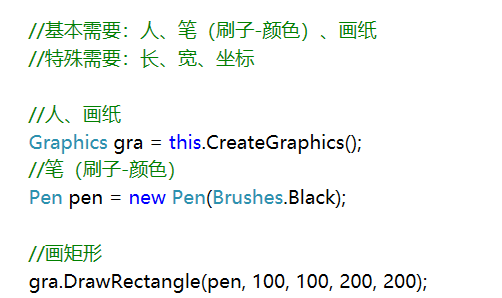 //基本需要：人、笔（刷子-颜色）、画纸
//特殊需要：长、宽、坐标
//人、画纸
Graphics gra = this.CreateGraphics();
//笔（刷子-颜色）
Pen pen = new Pen(Brushes.Black);
//画矩形
gra.DrawRectangle(pen, 100, 100, 200, 200);